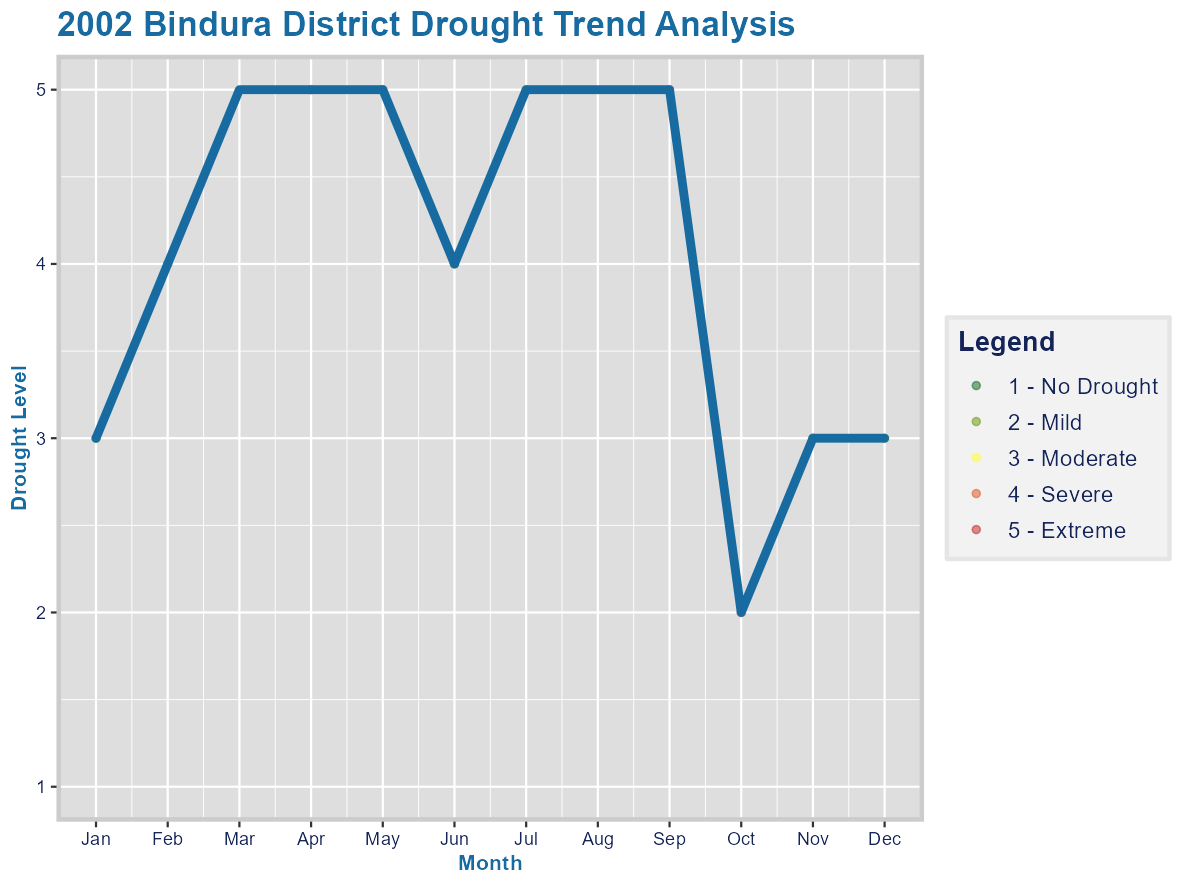 2002 Bindura District Drought Trend Analysis
5
4
3
2
1
Drought Level
Jan Feb Mar Apr May Jun Jul Aug Sep Oct Nov Dec
Month
Legend
1 - No Drought
2 - Mild
3 - Moderate
4 - Severe
5 - Extreme